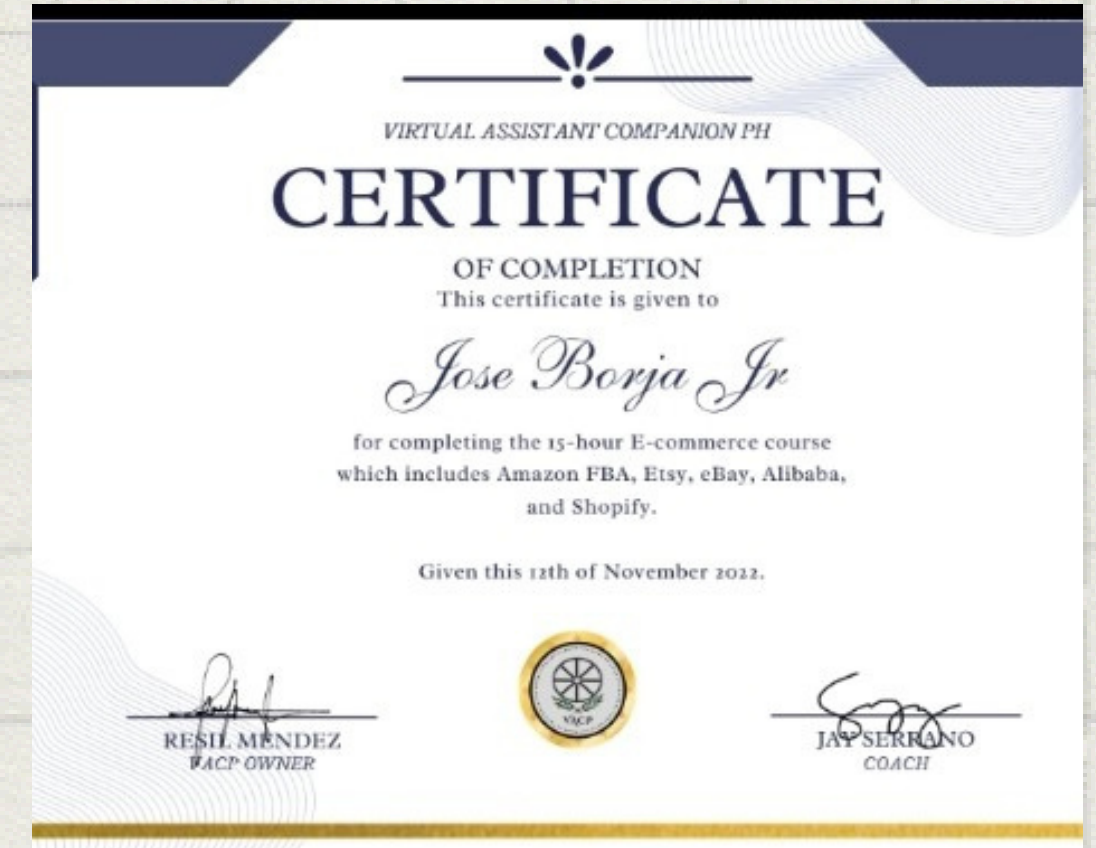 VIRTUAL ASSISTANT COMPANION PH
CERTIFICATE
OF COMPLETION
This certificate is given to
Jose Borja Jr
for completing the 15-hour E-commerce course
which includes Amazon FBA, Etsy, eBay, Alibaba,
and Shopify.
Given this 12th of November 2022.
VACP
RESIL MENDEZ
VACP OWNER
JAY SERRANO
COACH